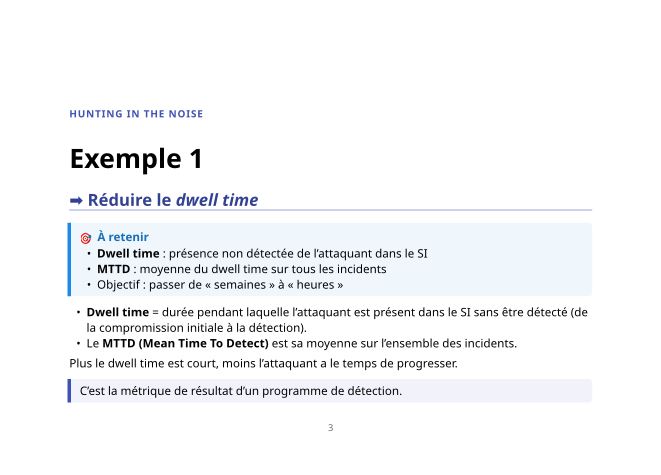 HUNTING IN THE NOISE
Exemple 1
➡ Réduire le dwell time
🎯 À retenir
• Dwell time : présence non détectée de l’attaquant dans le SI
• MTTD : moyenne du dwell time sur tous les incidents
• Objectif : passer de « semaines » à « heures »
• Dwell time = durée pendant laquelle l’attaquant est présent dans le SI sans être détecté (de
la compromission initiale à la détection).
• Le MTTD (Mean Time To Detect) est sa moyenne sur l’ensemble des incidents.
Plus le dwell time est court, moins l’attaquant a le temps de progresser.
C’est la métrique de résultat d’un programme de détection.
3